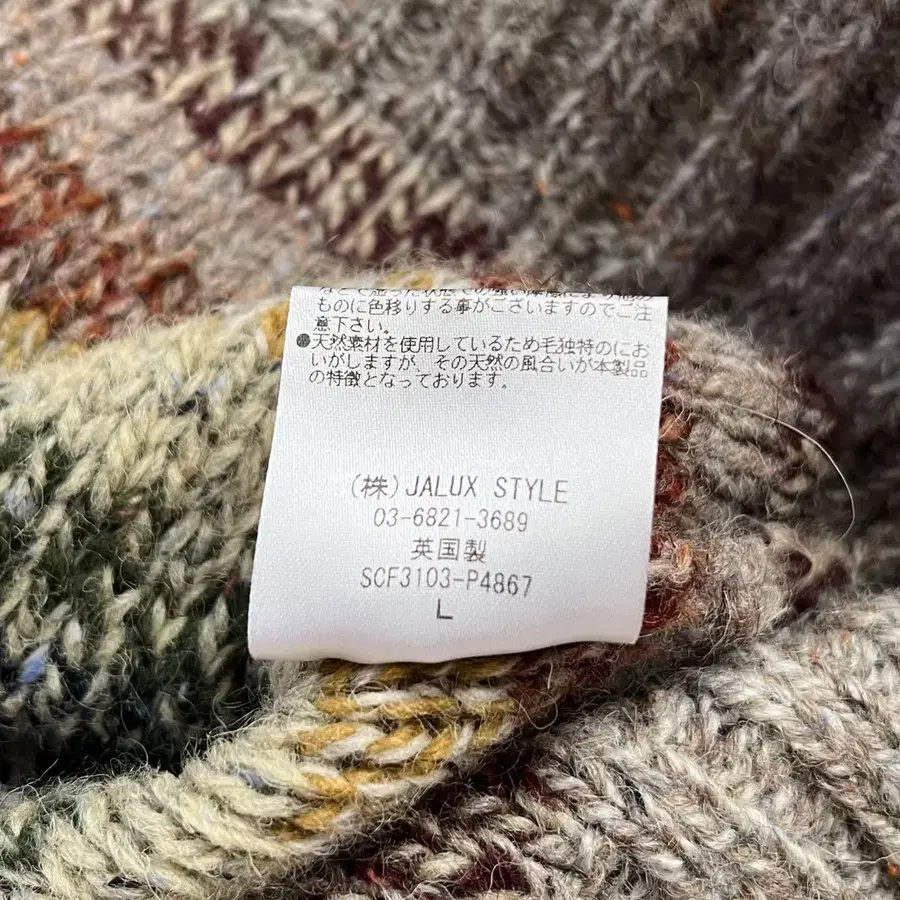 ものに色移りする事がございますのでご注
意下さい。
●天然素材を使用しているため毛独特のにお
いがしますが、その天然の風合いが本製品
の特徴となっております。
(株)JALUX STYLE
03-6821-3689
英国製
SCF3103-P4867
L